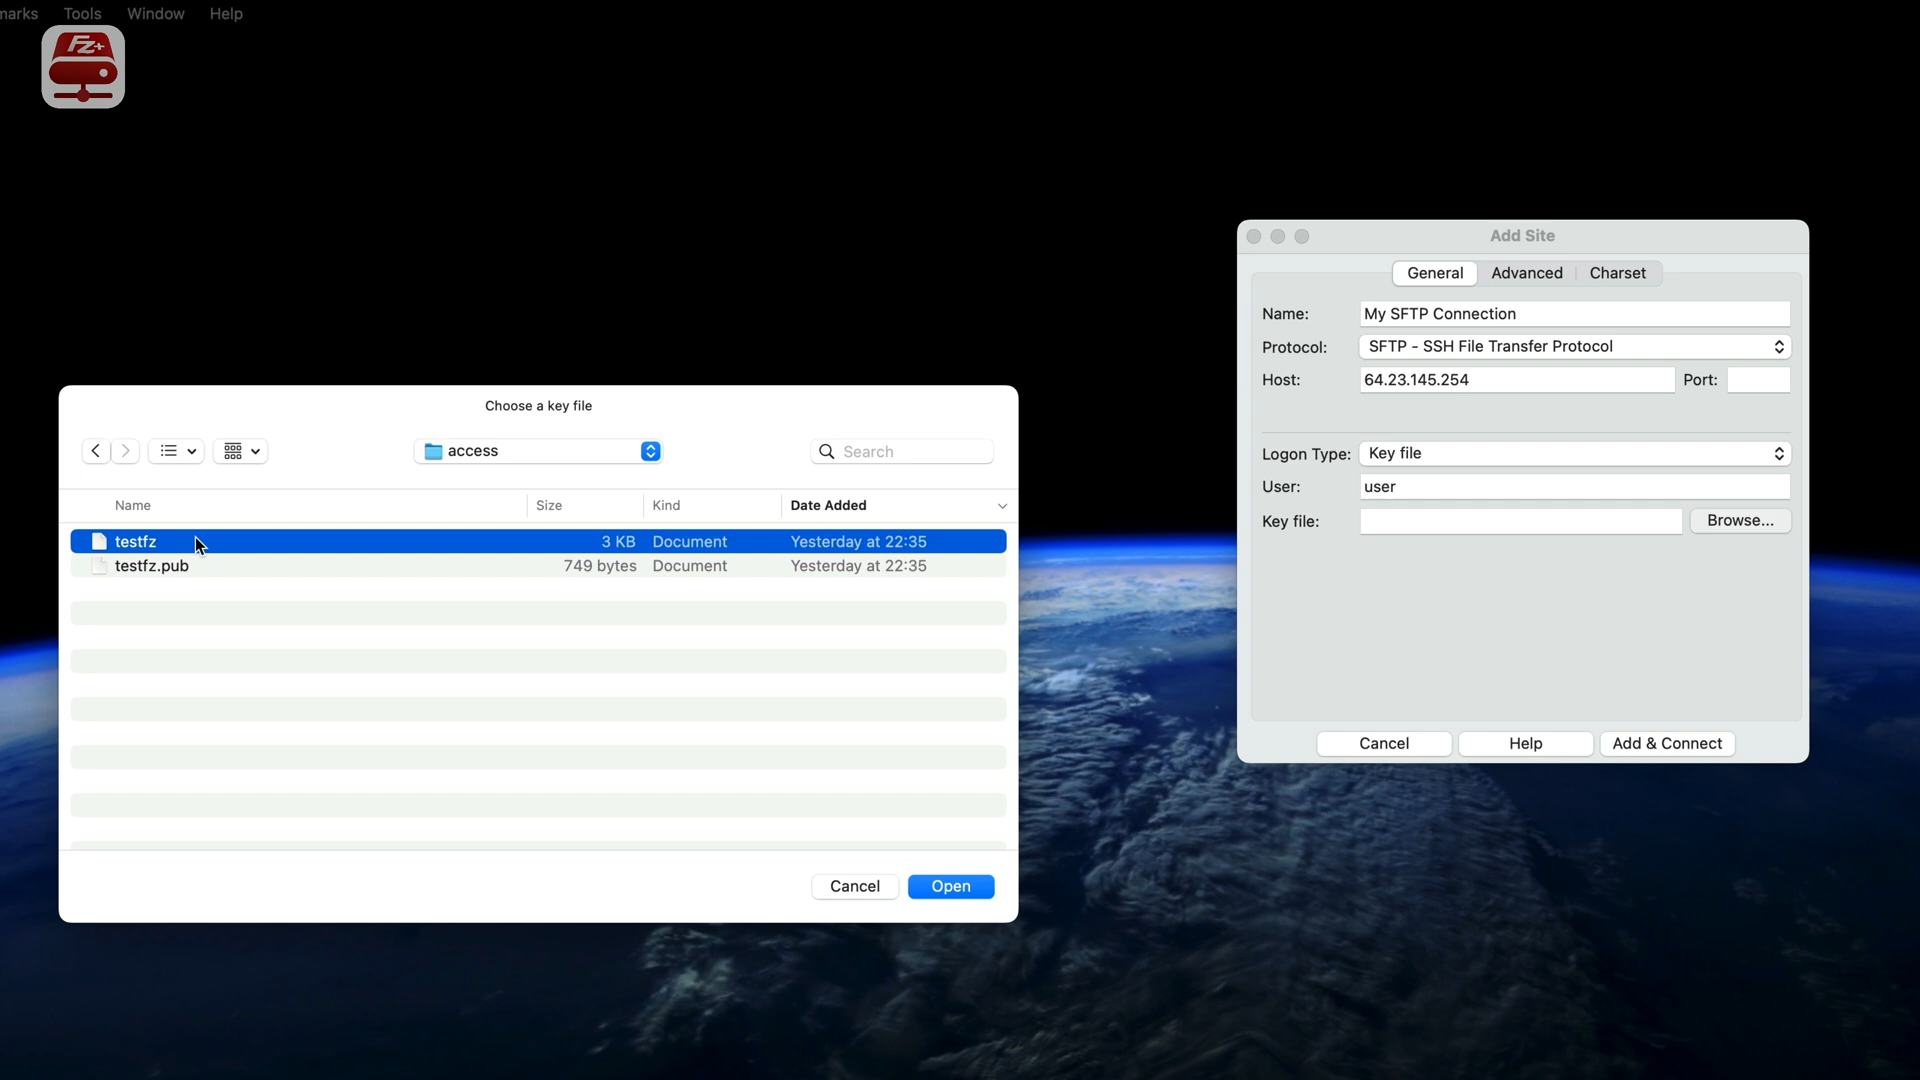 marks Tools Window Help
FZ+
Choose a key file
access
Search
Name Size Kind Date Added
testfz 3 KB Document Yesterday at 22:35
testfz.pub 749 bytes Document Yesterday at 22:35
Cancel Open
Add Site
General Advanced Charset
Name: My SFTP Connection
Protocol: SFTP - SSH File Transfer Protocol
Host: 64.23.145.254 Port:
Logon Type: Key file
User: user
Key file: Browse...
Cancel Help Add & Connect